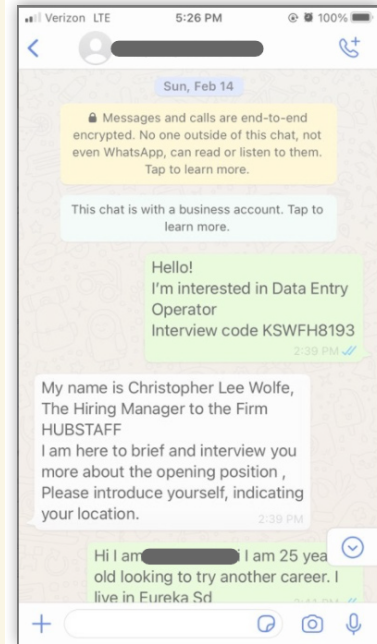 Verizon LTE 5:26 PM 100%
Sun, Feb 14
Messages and calls are end-to-end
encrypted. No one outside of this chat, not
even WhatsApp, can read or listen to them.
Tap to learn more.
This chat is with a business account. Tap to
learn more.
Hello!
I'm interested in Data Entry
Operator
Interview code KSWFH8193
2:39 PM
My name is Christopher Lee Wolfe,
The Hiring Manager to the Firm
HUBSTAFF
I am here to brief and interview you
more about the opening position ,
Please introduce yourself, indicating
your location.
2:39 PM
Hi I am i I am 25 yea
old looking to try another career. I
live in Eureka Sd